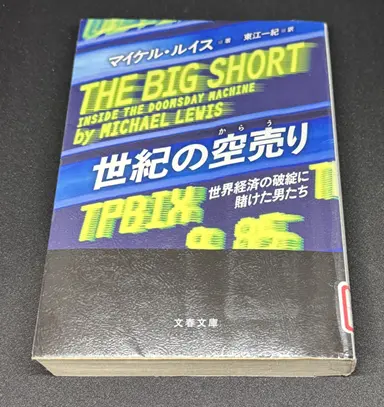 マイケル・ルイス 著 東江一紀 訳
THE BIG SHORT
INSIDE THE DOOMSDAY MACHINE
by MICHAEL LEWIS
からう
世紀の空売り
世界経済の破綻に
賭けた男たち
TPBIX
文春文庫